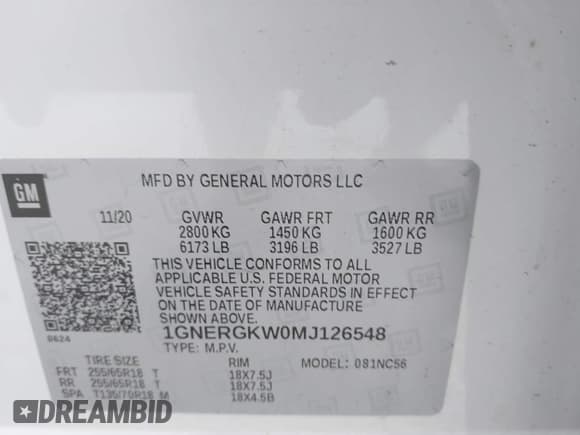 GM
MFD BY GENERAL MOTORS LLC
11/20 GVWR GAWR FRT GAWR RR
2800 KG 1450 KG 1600 KG
6173 LB 3196 LB 3527 LB
THIS VEHICLE CONFORMS TO ALL
APPLICABLE U.S. FEDERAL MOTOR
VEHICLE SAFETY STANDARDS IN EFFECT
ON THE DATE OF MANUFACTURE
SHOWN ABOVE.
0624
1GNERGKW0MJ126548
TYPE: M.P.V. MODEL: 081NC56
TIRE SIZE RIM
FRT 255/65R18 T 18X7.5J
RR 255/65R18 T 18X7.5J
SPA T135/70R18 M 18X4.5B
DREAMBID